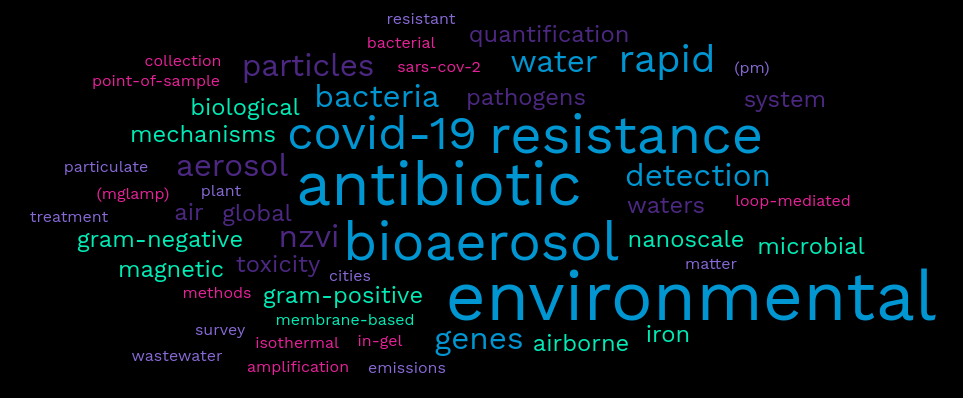 resistant
quantification
bacterial
collection
particles
sars-cov-2
water
rapid
(pm)
point-of-sample
biological
bacteria
pathogens
system
mechanisms
covid-19
resistance
particulate
aerosol
antibiotic
detection
(mglamp)
plant
loop-mediated
treatment
air
global
waters
gram-negative
nzvi
bioaerosol
nanoscale
microbial
magnetic
toxicity
cities
matter
methods
gram-positive
environmental
membrane-based
survey
isothermal
in-gel
genes
airborne
iron
wastewater
amplification
emissions